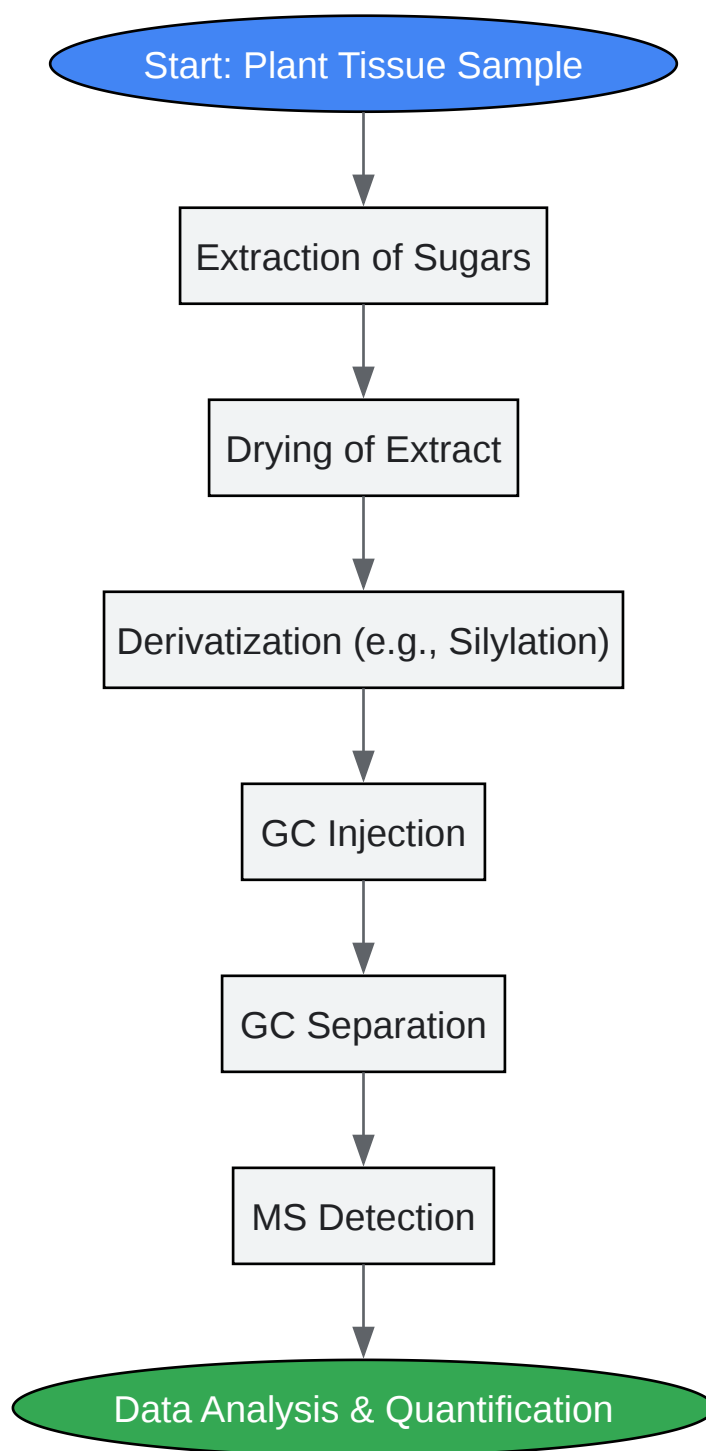 Start: Plant Tissue Sample
Extraction of Sugars
Drying of Extract
Derivatization (e.g., Silylation)
GC Injection
GC Separation
MS Detection
Data Analysis & Quantification